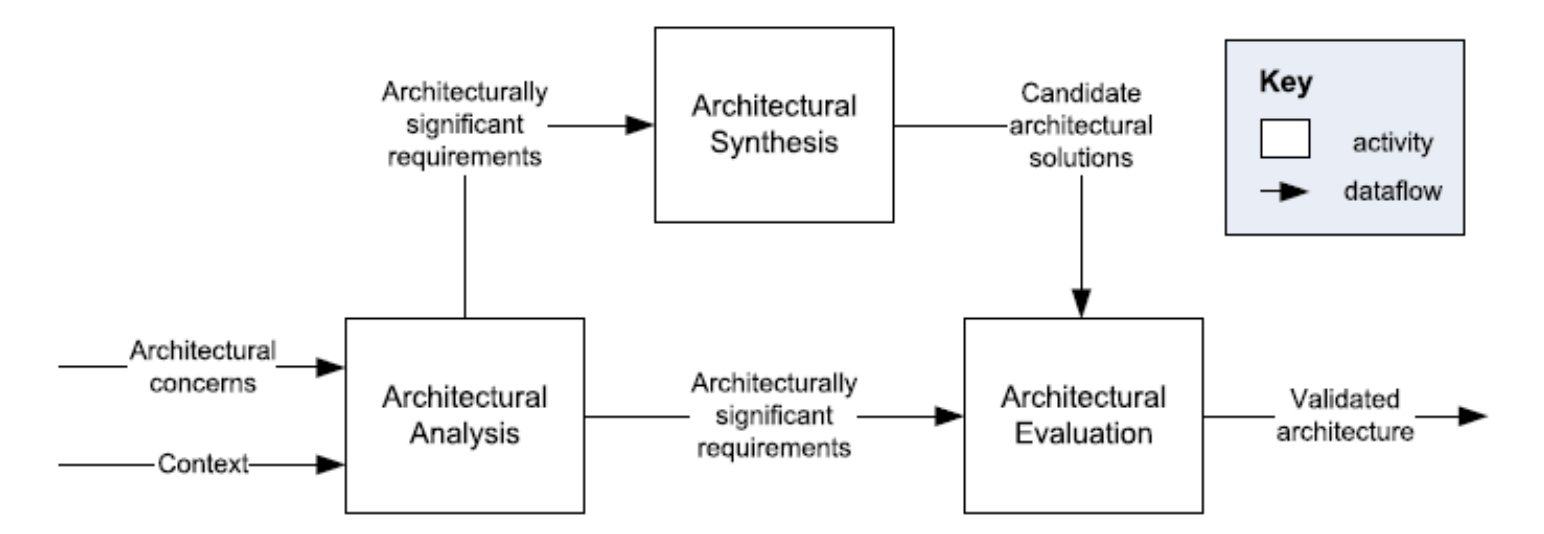 Architecturally
significant
requirements
Architectural
Synthesis
Candidate
architectural
solutions
Key
activity
dataflow
Architectural
concerns
Context
Architectural
Analysis
Architecturally
significant
requirements
Architectural
Evaluation
Validated
architecture